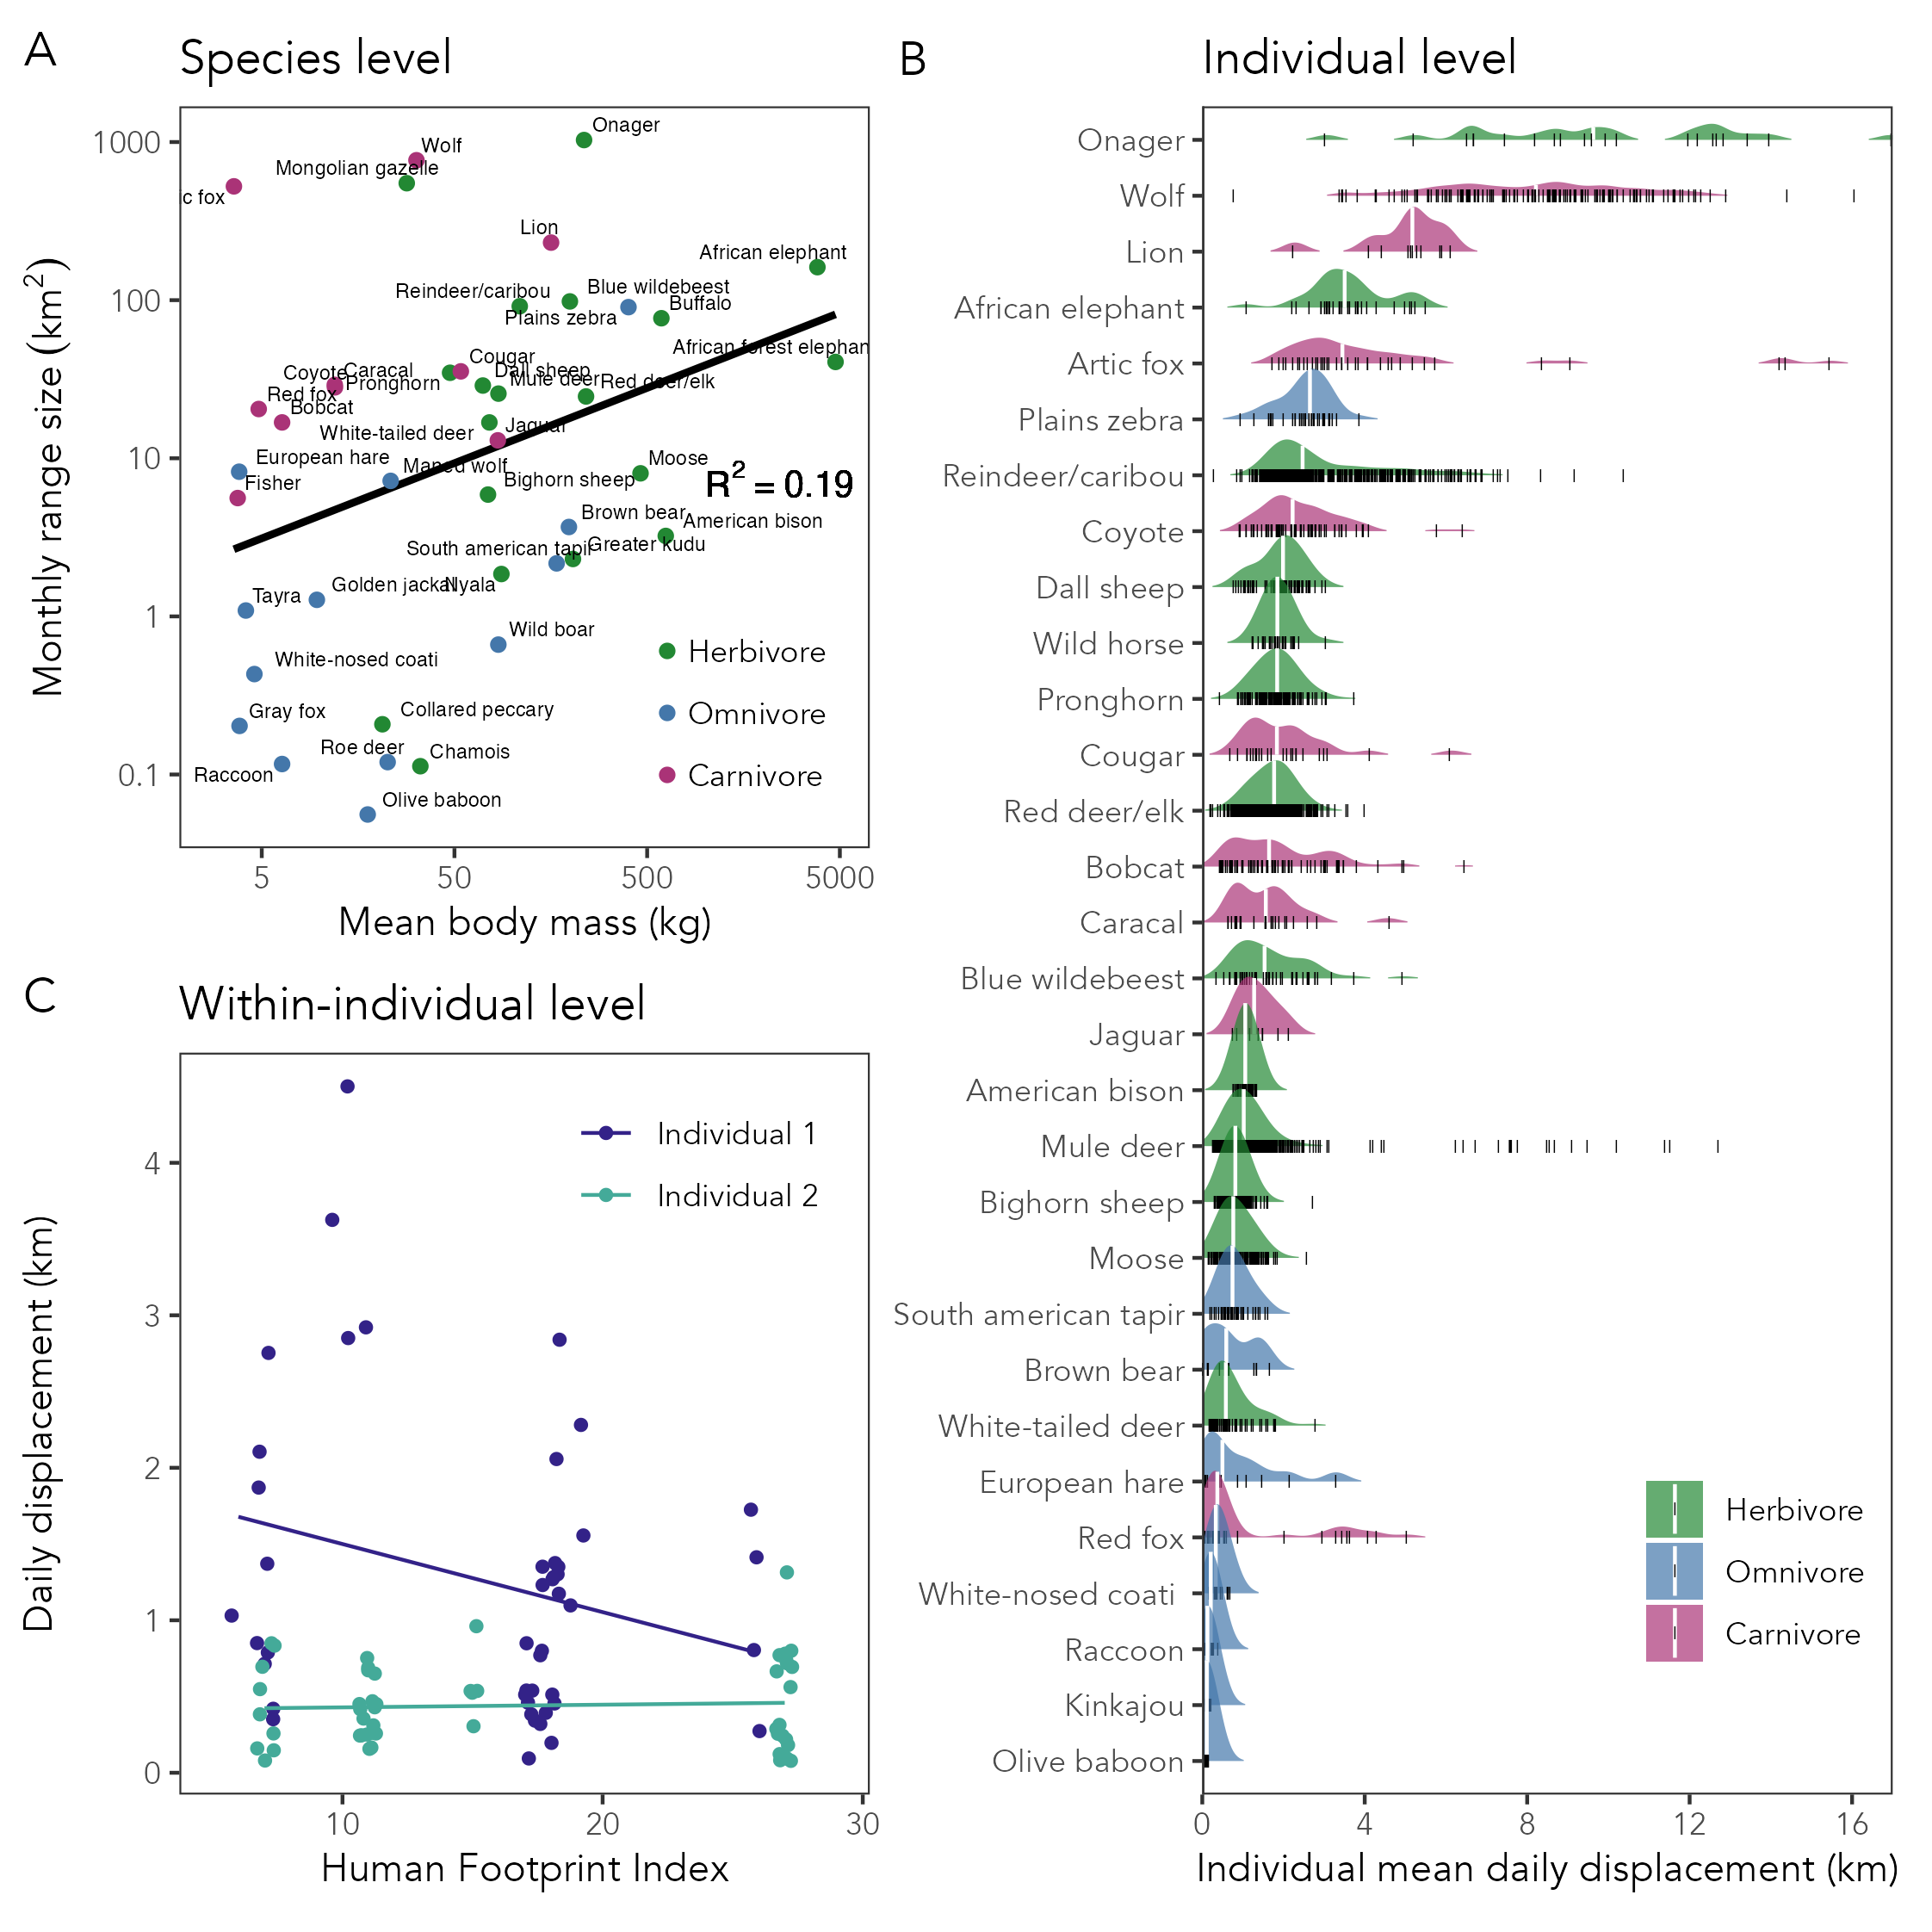 A
Species level
Monthly range size (km²)
1000
100
10
1
0.1
Onager
Wolf
Mongolian gazelle
ic fox
Lion
African elephant
Reindeer/caribou
Blue wildebeest
Buffalo
Plains zebra
African forest elephan
Cougar
Coyote
Caracal
Dall sheep
Pronghorn
Mule deer
Red deer/elk
Red fox
Bobcat
White-tailed deer
Jaguar
European hare
Maned wolf
Moose
Fisher
Bighorn sheep
R² = 0.19
Brown bear
American bison
South american tapir
Greater kudu
Golden jackal
Nyala
Tayra
Wild boar
White-nosed coati
Gray fox
Collared peccary
Roe deer
Chamois
Raccoon
Olive baboon
Herbivore
Omnivore
Carnivore
5
50
500
5000
Mean body mass (kg)
B
Individual level
Onager
Wolf
Lion
African elephant
Artic fox
Plains zebra
Reindeer/caribou
Coyote
Dall sheep
Wild horse
Pronghorn
Cougar
Red deer/elk
Bobcat
Caracal
Blue wildebeest
Jaguar
American bison
Mule deer
Bighorn sheep
Moose
South american tapir
Brown bear
White-tailed deer
European hare
Red fox
White-nosed coati
Raccoon
Kinkajou
Olive baboon
Herbivore
Omnivore
Carnivore
0
4
8
12
16
Individual mean daily displacement (km)
C
Within-individual level
Daily displacement (km)
4
3
2
1
0
Individual 1
Individual 2
10
20
30
Human Footprint Index